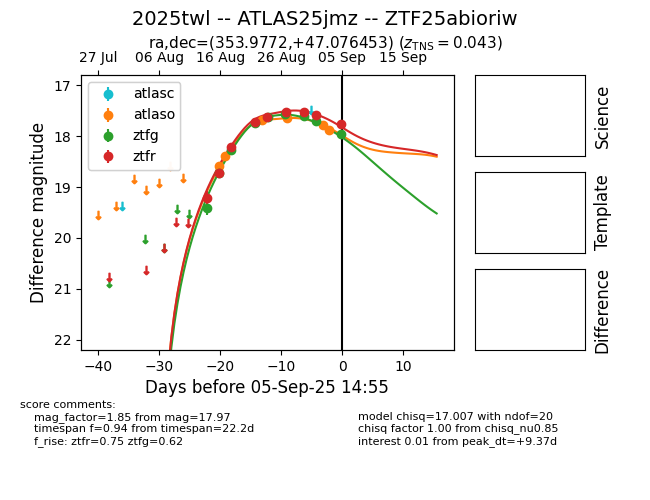 2025twl -- ATLAS25jmz -- ZTF25abioriw
ra,dec=(353.9772,+47.076453) (z_TNS = 0.043)
27 Jul 06 Aug 16 Aug 26 Aug 05 Sep 15 Sep
atlasc
atlaso
ztfg
ztfr
17
18
19
20
21
22
Difference magnitude
−40 −30 −20 −10 0 10
Days before 05-Sep-25 14:55
Science
Template
Difference
score comments:
mag_factor=1.85 from mag=17.97
timespan f=0.94 from timespan=22.2d
f_rise: ztfr=0.75 ztfg=0.62
model chisq=17.007 with ndof=20
chisq factor 1.00 from chisq_nu0.85
interest 0.01 from peak_dt=+9.37d